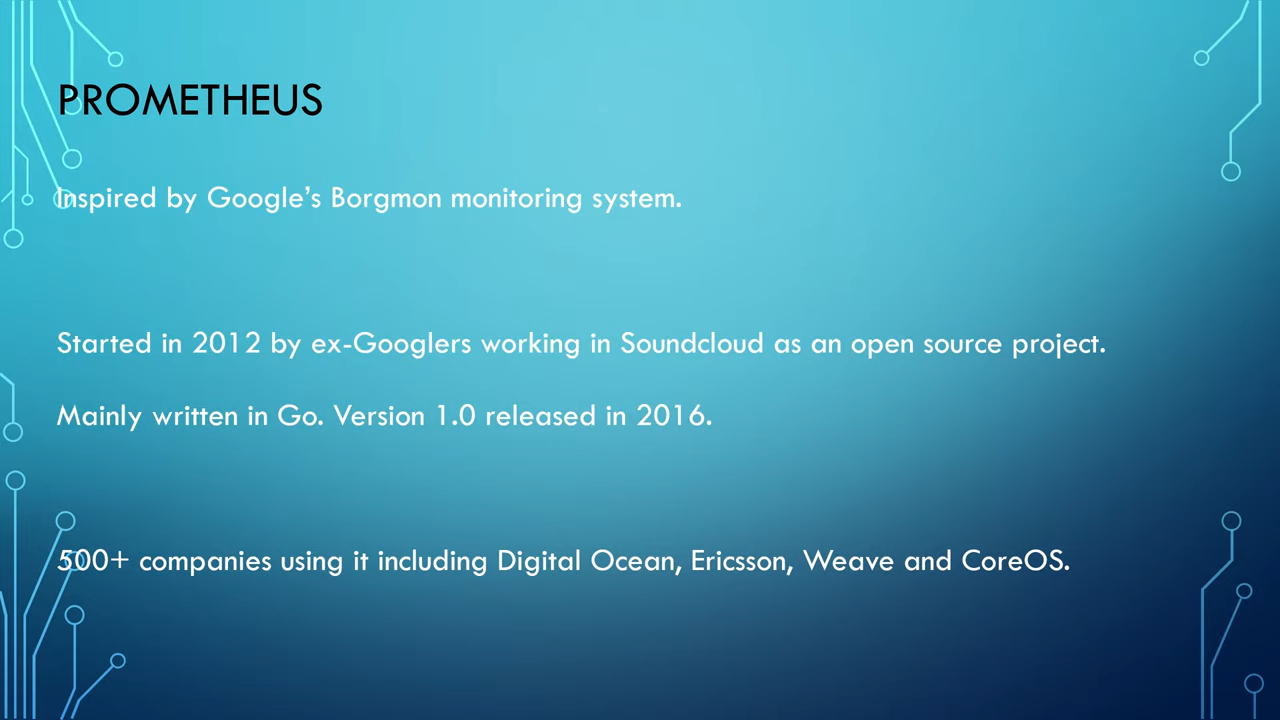 PROMETHEUS
Inspired by Google’s Borgmon monitoring system.
Started in 2012 by ex-Googlers working in Soundcloud as an open source project.
Mainly written in Go. Version 1.0 released in 2016.
500+ companies using it including Digital Ocean, Ericsson, Weave and CoreOS.